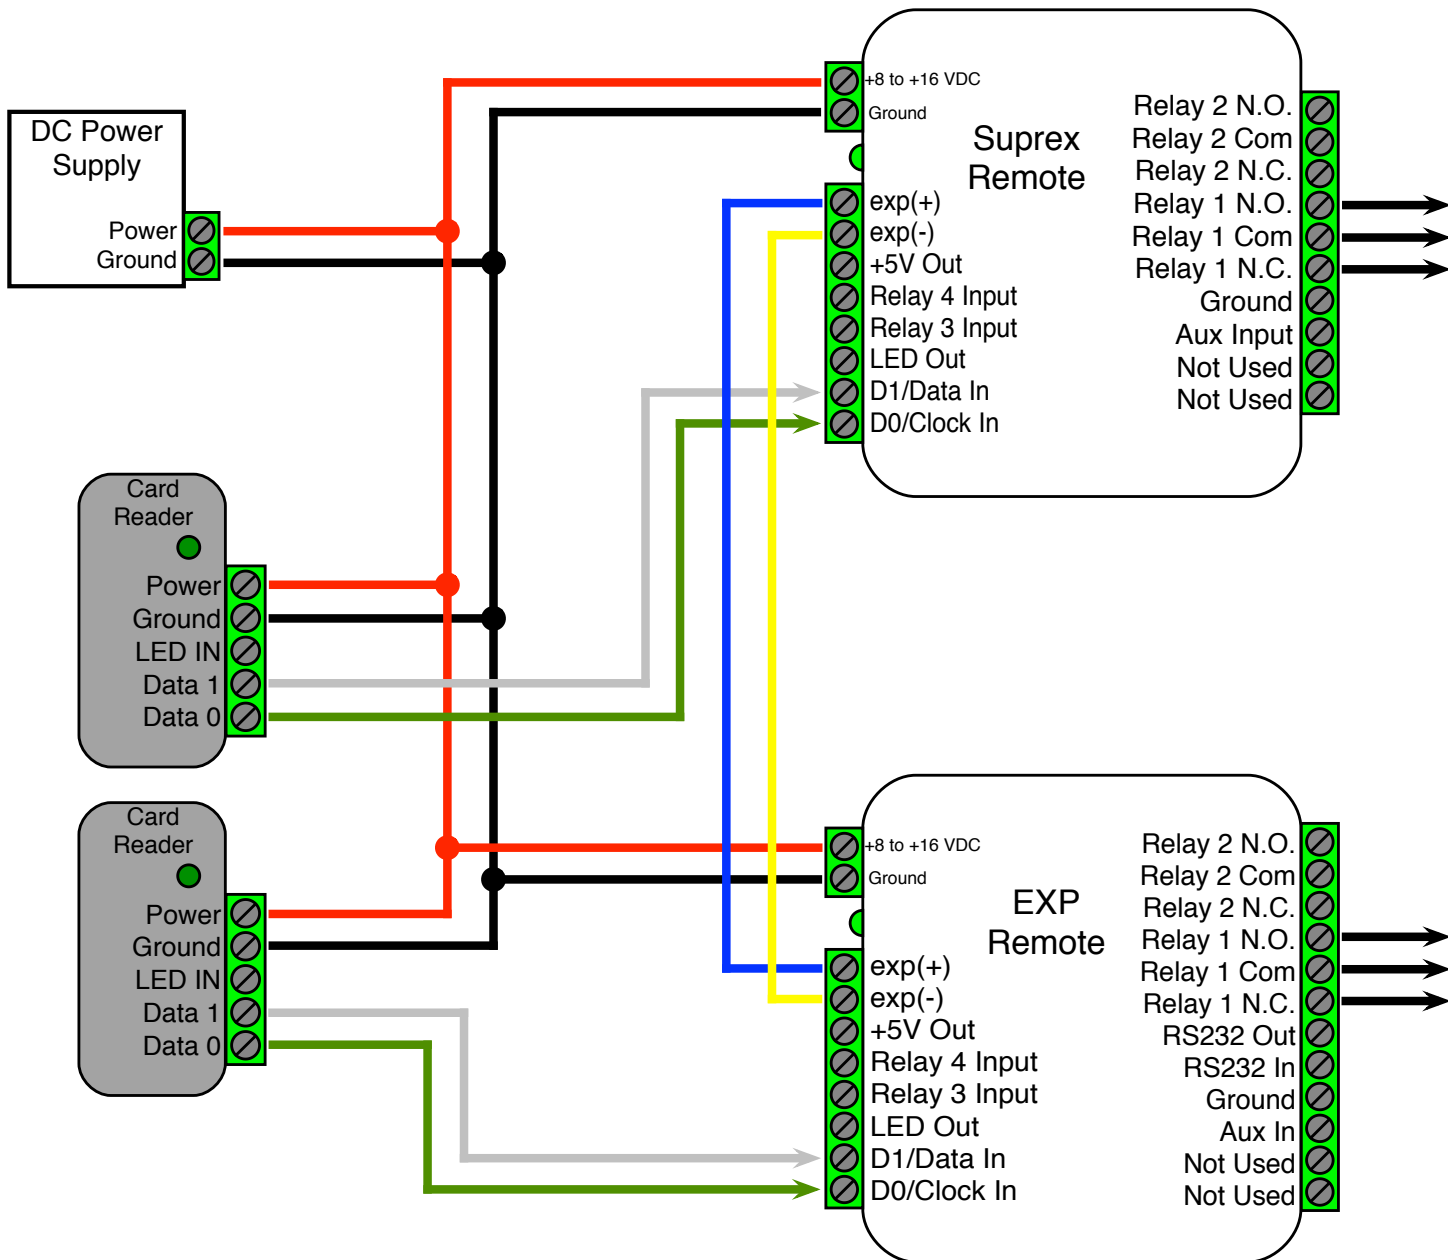 DC Power
Supply
Power
Ground
+8 to +16 VDC
Ground
Suprex
Remote
exp(+)
exp(-)
+5V Out
Relay 4 Input
Relay 3 Input
LED Out
D1/Data In
D0/Clock In
Relay 2 N.O.
Relay 2 Com
Relay 2 N.C.
Relay 1 N.O.
Relay 1 Com
Relay 1 N.C.
Ground
Aux Input
Not Used
Not Used
Card
Reader
Power
Ground
LED IN
Data 1
Data 0
Card
Reader
Power
Ground
LED IN
Data 1
Data 0
+8 to +16 VDC
Ground
EXP
Remote
exp(+)
exp(-)
+5V Out
Relay 4 Input
Relay 3 Input
LED Out
D1/Data In
D0/Clock In
Relay 2 N.O.
Relay 2 Com
Relay 2 N.C.
Relay 1 N.O.
Relay 1 Com
Relay 1 N.C.
RS232 Out
RS232 In
Ground
Aux In
Not Used
Not Used